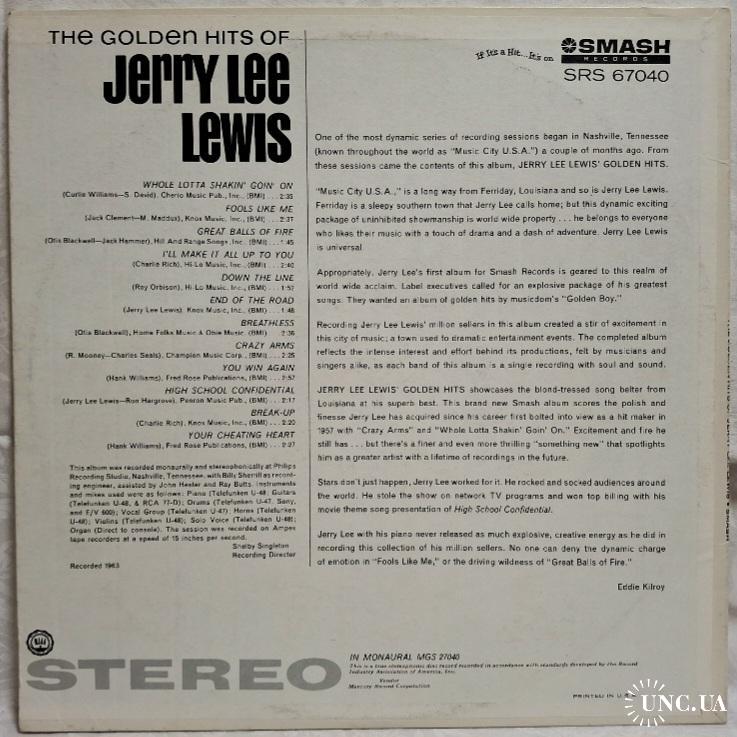 THE GOLDEN HITS OF
JERRY LEE
LEWIS
If It's a Hit...It's on
SMASH
RECORDS
SRS 67040
WHOLE LOTTA SHAKIN' GOIN' ON
(Curlie Williams—S. David), Cherio Music Pub., Inc., (BMI) . . . 2:35
FOOLS LIKE ME
(Jack Clement—M. Maddux), Knox Music, Inc., (BMI) . . . 2:37
GREAT BALLS OF FIRE
(Otis Blackwell—Jack Hammer), Hill And Range Songs, Inc. (BMI) . . . 1:45
I'LL MAKE IT ALL UP TO YOU
(Charlie Rich), Hi-Lo Music, Inc., (BMI) . . . 2:40
DOWN THE LINE
(Roy Orbison), Hi-Lo Music, Inc., (BMI) . . . 1:57
END OF THE ROAD
(Jerry Lee Lewis), Knox Music, Inc., (BMI) . . . 1:48
BREATHLESS
(Otis Blackwell), Home Folks Music & Obie Music, (BMI) . . . 2:36
CRAZY ARMS
(R. Mooney—Charles Seals), Champion Music Corp., (BMI) . . . 2:25
YOU WIN AGAIN
(Hank Williams), Fred Rose Publications, (BMI) . . . 2:57
HIGH SCHOOL CONFIDENTIAL
(Jerry Lee Lewis—Ron Hargrove), Penron Music Pub., (BMI) . . . 2:17
BREAK-UP
(Charlie Rich), Knox Music, Inc., (BMI) . . . 2:20
YOUR CHEATING HEART
(Hank Williams), Fred Rose Publications, (BMI) . . . 2:27
This album was recorded monaurally and stereophonically at Philips
Recording Studio, Nashville, Tennessee, with Billy Sherrill as record-
ing engineer, assisted by John Hester and Ray Butts. Instruments
and mikes used were as follows: Piano (Telefunken U-48; Guitars
(Telefunken U-48, & RCA 77-D); Drums (Telefunken U-47, Sony,
and E/V 600); Vocal Group (Telefunken U-47); Horns (Telefunken
U-48); Violins (Telefunken U-48); Solo Voice (Telefunken U-48);
Organ (Direct to console). The session was recorded on Ampex
tape recorders at a speed of 15 inches per second.
Shelby Singleton
Recording Director
Recorded 1963
One of the most dynamic series of recording sessions began in Nashville, Tennessee
(known throughout the world as "Music City U.S.A.") a couple of months ago. From
these sessions came the contents of this album, JERRY LEE LEWIS' GOLDEN HITS.
"Music City U.S.A.," is a long way from Ferriday, Louisiana and so is Jerry Lee Lewis.
Ferriday is a sleepy southern town that Jerry Lee calls home; but this dynamic exciting
package of uninhibited showmanship is world wide property . . . he belongs to everyone
who likes their music with a touch of drama and a dash of adventure. Jerry Lee Lewis
is universal.
Appropriately, Jerry Lee's first album for Smash Records is geared to this realm of
world wide acclaim. Label executives called for an explosive package of his greatest
songs. They wanted an album of golden hits by musicdom's "Golden Boy."
Recording Jerry Lee Lewis' million sellers in this album created a stir of excitement in
this city of music; a town used to dramatic entertainment events. The completed album
reflects the intense interest and effort behind its productions, felt by musicians and
singers alike, as each band of this album is a single recording with soul and sound.
JERRY LEE LEWIS' GOLDEN HITS showcases the blond-tressed song belter from
Louisiana at his superb best. This brand new Smash album scores the polish and
finesse Jerry Lee has acquired since his career first bolted into view as a hit maker in
1957 with "Crazy Arms" and "Whole Lotta Shakin' Goin' On." Excitement and fire he
still has . . . but there's a finer and even more thrilling "something new" that spotlights
him as a greater artist with a lifetime of recordings in the future.
Stars don't just happen, Jerry Lee worked for it. He rocked and socked audiences around
the world. He stole the show on network TV programs and won top billing with his
movie theme song presentation of High School Confidential.
Jerry Lee with his piano never released as much explosive, creative energy as he did in
recording this collection of his million sellers. No one can deny the dynamic charge
of emotion in "Fools Like Me," or the driving wildness of "Great Balls of Fire."
Eddie Kilroy
STEREO
IN MONAURAL MGS 27040
This is a true stereophonic disc record recorded in accordance with standards developed by the Record
Industry Association of America, Inc.
Vendor
Mercury Record Corporation
PRINTED IN U.S.
UNC.UA